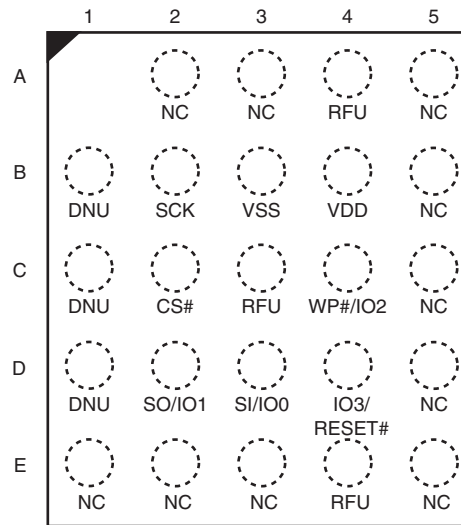 1 2 3 4 5
A
NC NC RFU NC
B
DNU SCK VSS VDD NC
C
DNU CS# RFU WP#/IO2 NC
D
DNU SO/IO1 SI/IO0 IO3/ NC
RESET#
E
NC NC NC RFU NC